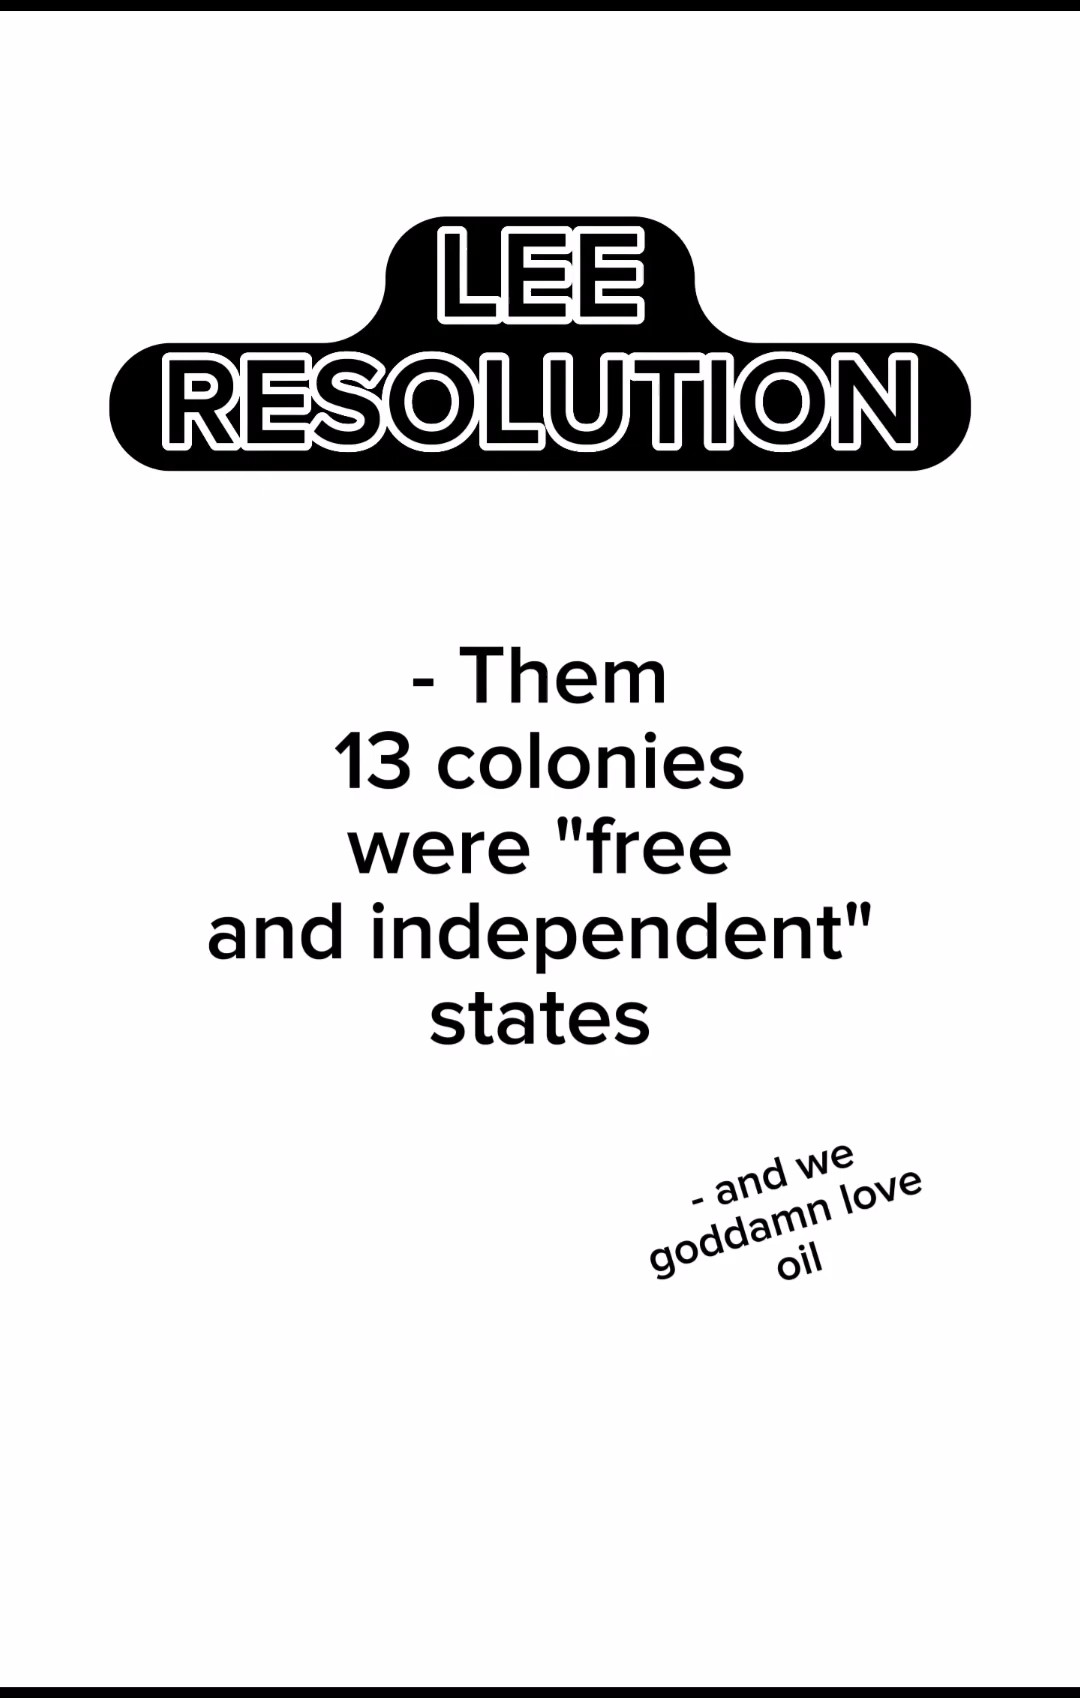 LEE
RESOLUTION
- Them
13 colonies
were "free
and independent"
states
- and we
goddamn love
oil